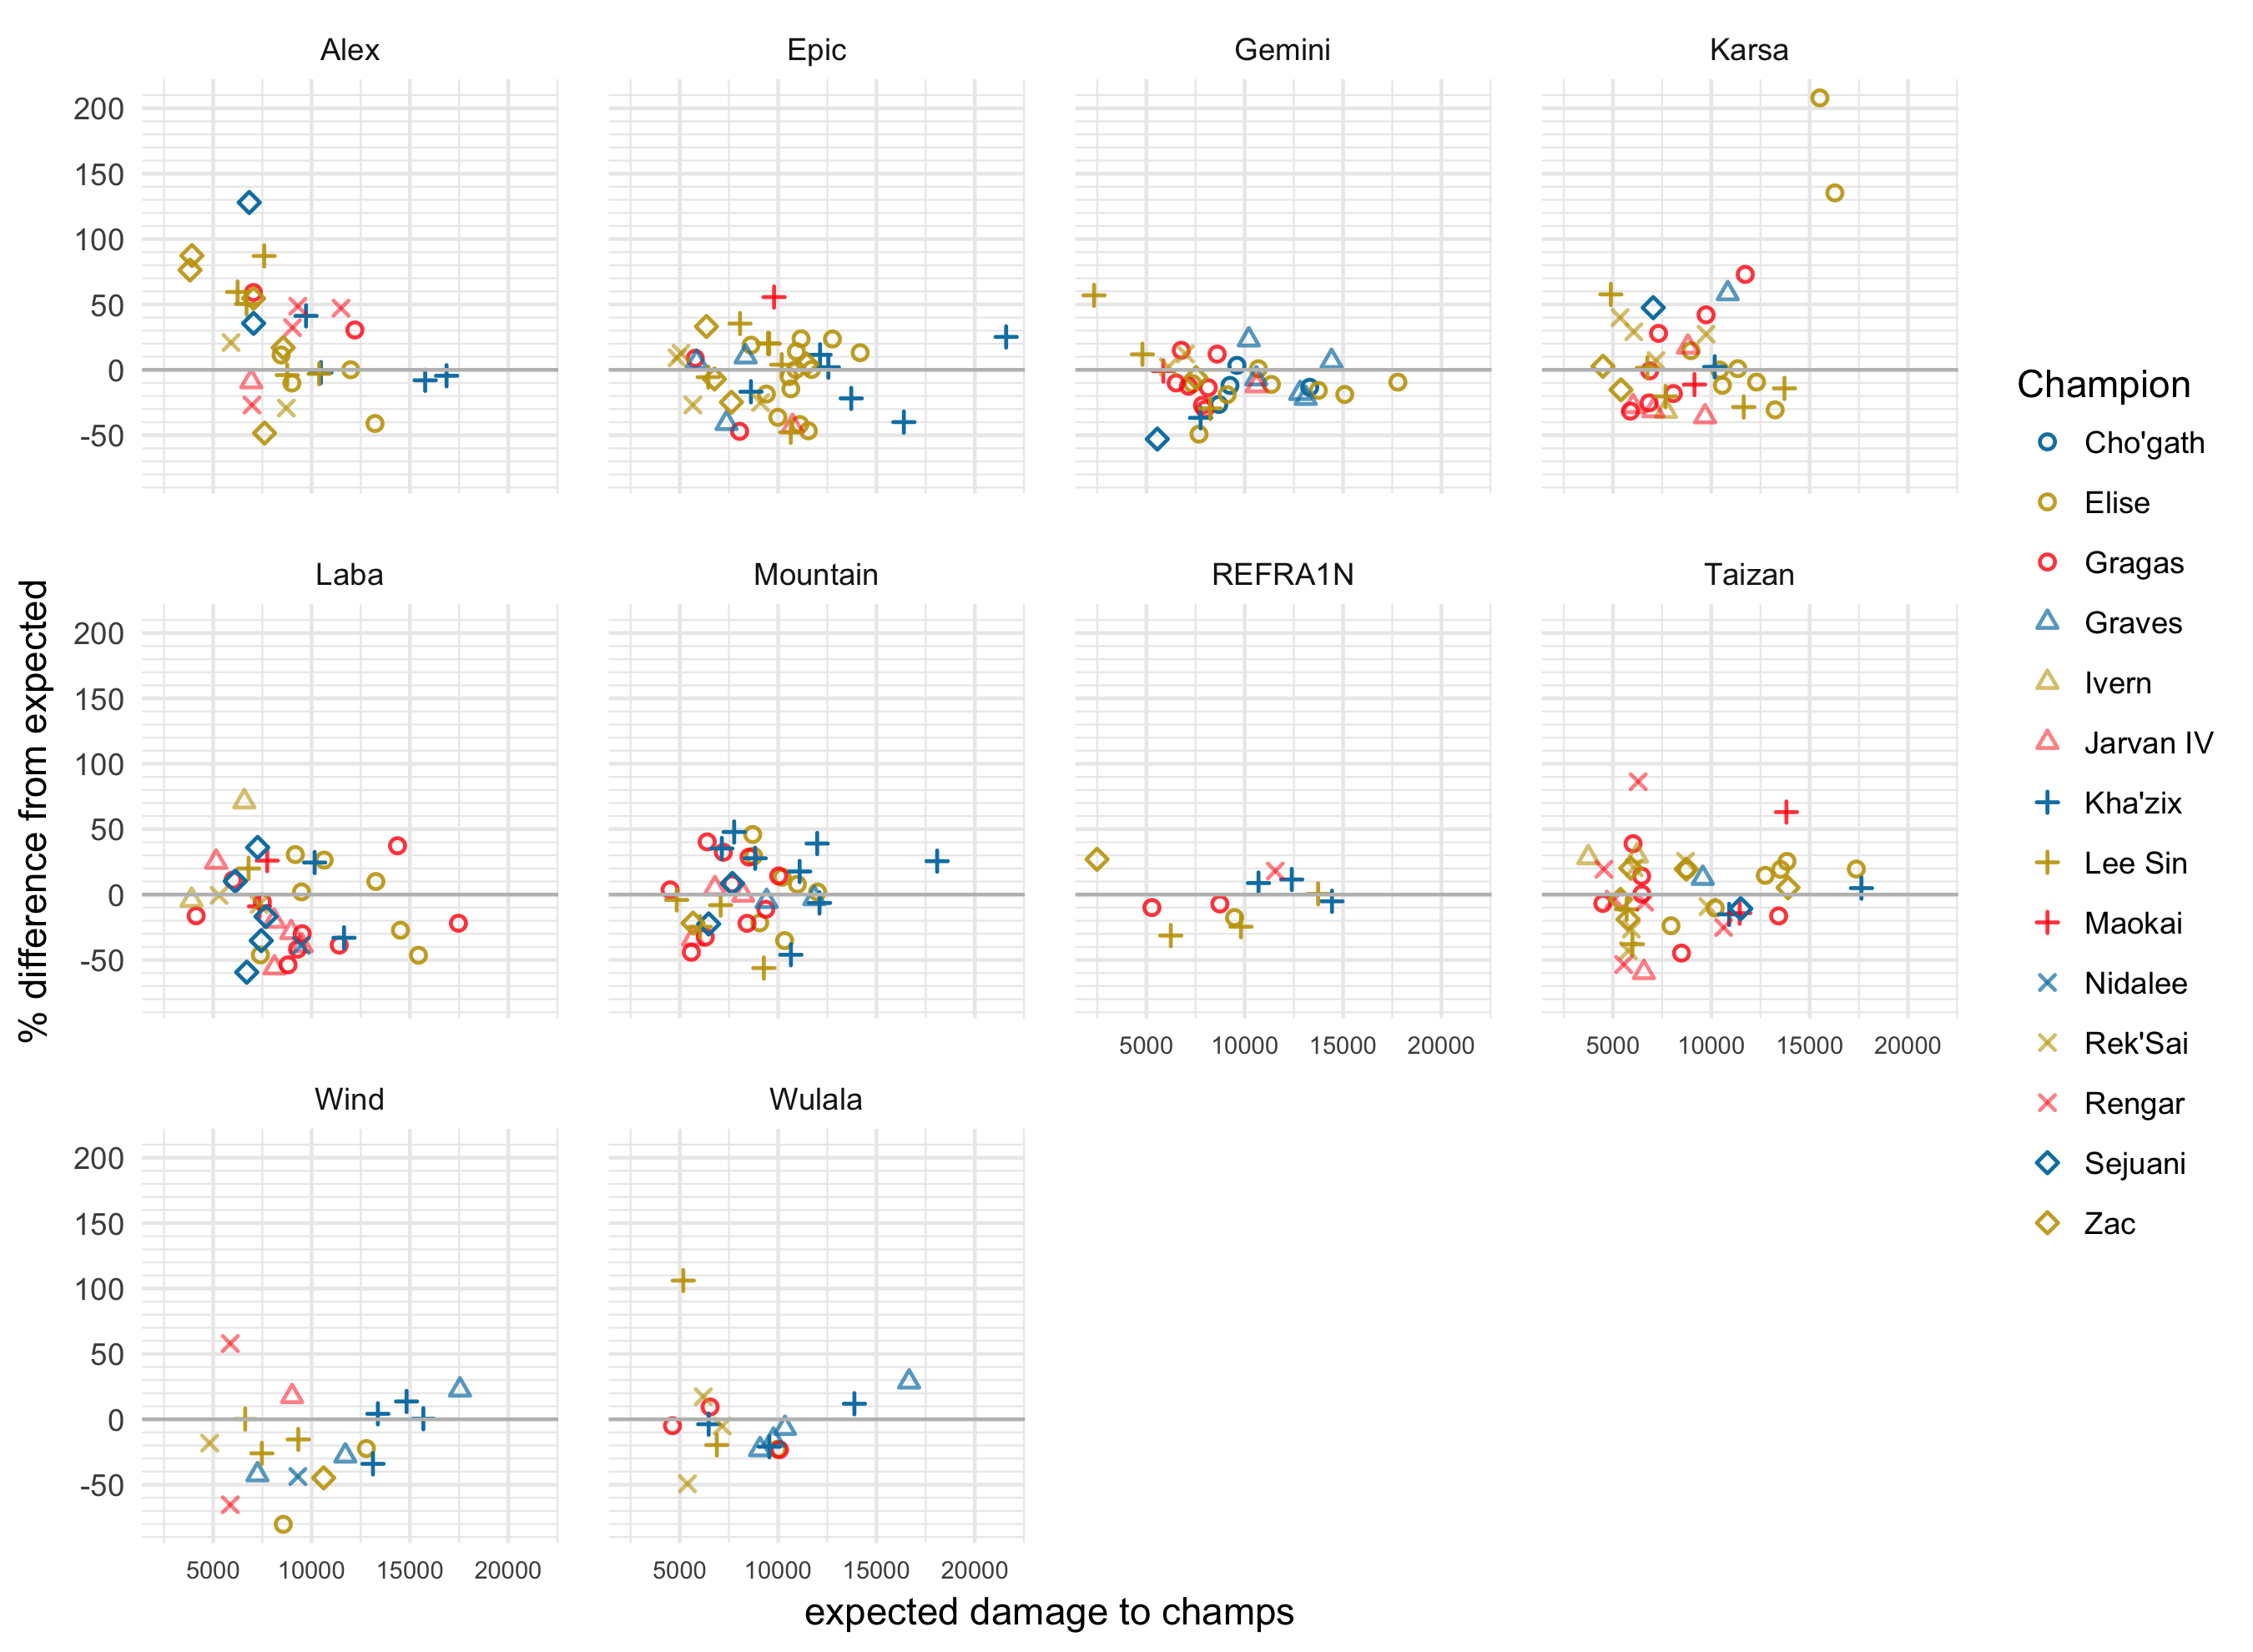 Alex Epic Gemini Karsa
200
150
100
50
0
-50
Champion
Cho'gath
Elise
Gragas
Graves
Ivern
Jarvan IV
Kha'zix
Lee Sin
Maokai
Nidalee
Rek'Sai
Rengar
Sejuani
Zac
% difference from expected
Laba Mountain REFRA1N Taizan
200
150
100
50
0
-50
5000 10000 15000 20000 5000 10000 15000 20000
Wind Wulala
200
150
100
50
0
-50
5000 10000 15000 20000 5000 10000 15000 20000
expected damage to champs